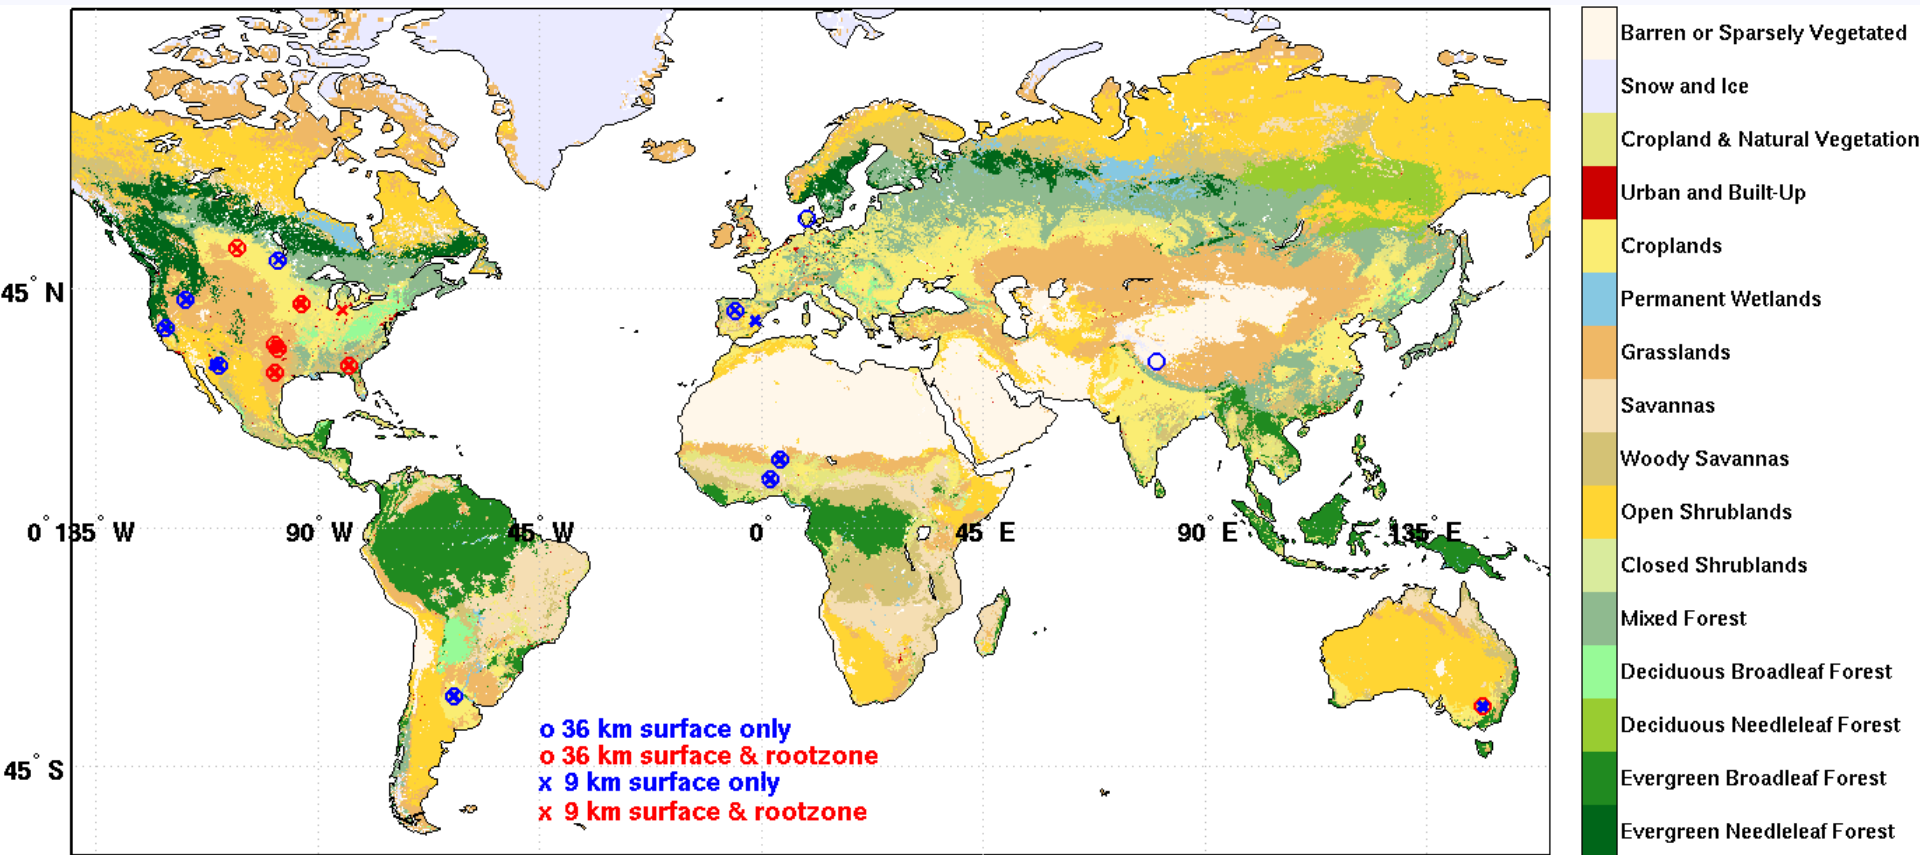 Barren or Sparsely Vegetated
Snow and Ice
Cropland & Natural Vegetation
Urban and Built-Up
Croplands
Permanent Wetlands
Grasslands
Savannas
Woody Savannas
Open Shrublands
Closed Shrublands
Mixed Forest
Deciduous Broadleaf Forest
Deciduous Needleleaf Forest
Evergreen Broadleaf Forest
Evergreen Needleleaf Forest
45° N
0° 135° W 90° W 45° W 0° 45° E 90° E 135° E
45° S
o 36 km surface only
o 36 km surface & rootzone
x 9 km surface only
x 9 km surface & rootzone